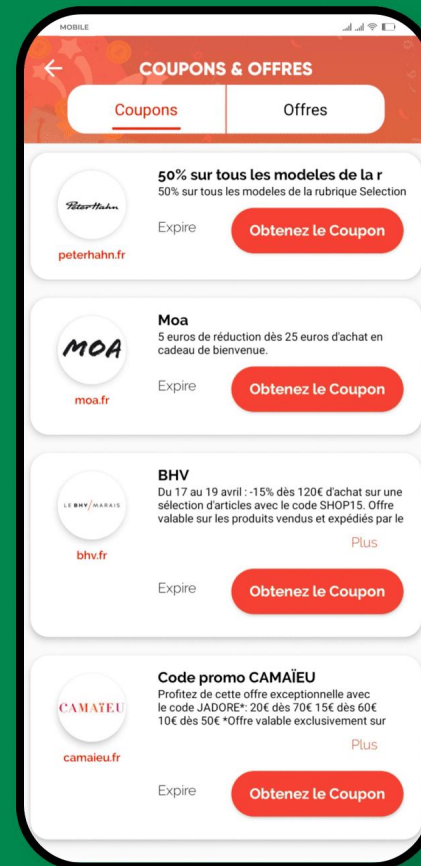 MOBILE
COUPONS & OFFRES
Coupons
Offres
Peter Hahn
peterhahn.fr
50% sur tous les modeles de la r
50% sur tous les modeles de la rubrique Selection
Expire
Obtenez le Coupon
MOA
moa.fr
Moa
5 euros de réduction dès 25 euros d'achat en
cadeau de bienvenue.
Expire
Obtenez le Coupon
LE BHV/MARAIS
bhv.fr
BHV
Du 17 au 19 avril : -15% dès 120€ d'achat sur une
sélection d'articles avec le code SHOP15. Offre
valable sur les produits vendus et expédiés par le
Plus
Expire
Obtenez le Coupon
CAMAÏEU
camaieu.fr
Code promo CAMAÏEU
Profitez de cette offre exceptionnelle avec
le code JADORE*: 20€ dès 70€ 15€ dès 60€
10€ dès 50€ *Offre valable exclusivement sur
Plus
Expire
Obtenez le Coupon